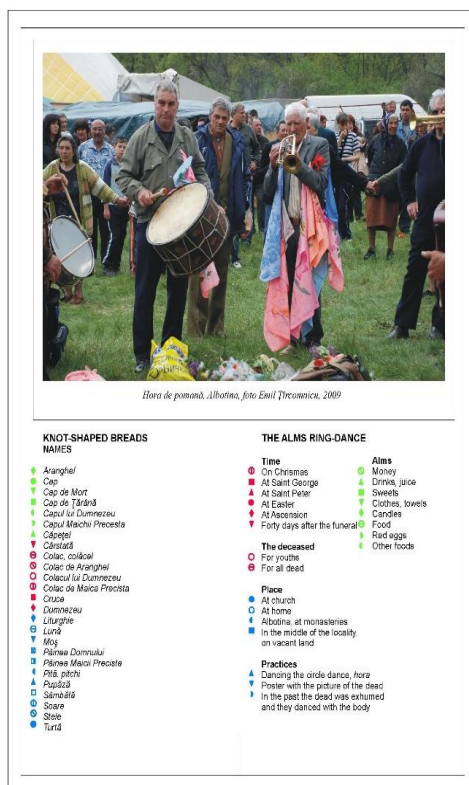 Hora de pomană, Albotina, foto Emil Țîrcomnicu, 2009
KNOT-SHAPED BREADS
NAMES
Aranghel
Cap
Cap de Mort
Cap de Țărână
Capul lui Dumnezeu
Capul Maichii Precesta
Căpețel
Cârstată
Colac, colăcel
Colac de Aranghel
Colacul lui Dumnezeu
Colac de Maica Precista
Cruce
Dumnezeu
Liturghie
Lună
Moș
Pâinea Domnului
Pâinea Maicii Preciste
Pită, pitchi
Pupăză
Sâmbătă
Soare
Stele
Turtă
THE ALMS RING-DANCE
Time
On Chrismas
At Saint George
At Saint Peter
At Easter
At Ascension
Forty days after the funeral
The deceased
For youths
For all dead
Place
At church
At home
Albotina, at monasteries
In the middle of the locality,
on vacant land
Practices
Dancing the circle dance, hora
Poster with the picture of the dead
In the past the dead was exhumed
and they danced with the body
Alms
Money
Drinks, juice
Sweets
Clothes, towels
Candles
Food
Red eggs
Other foods